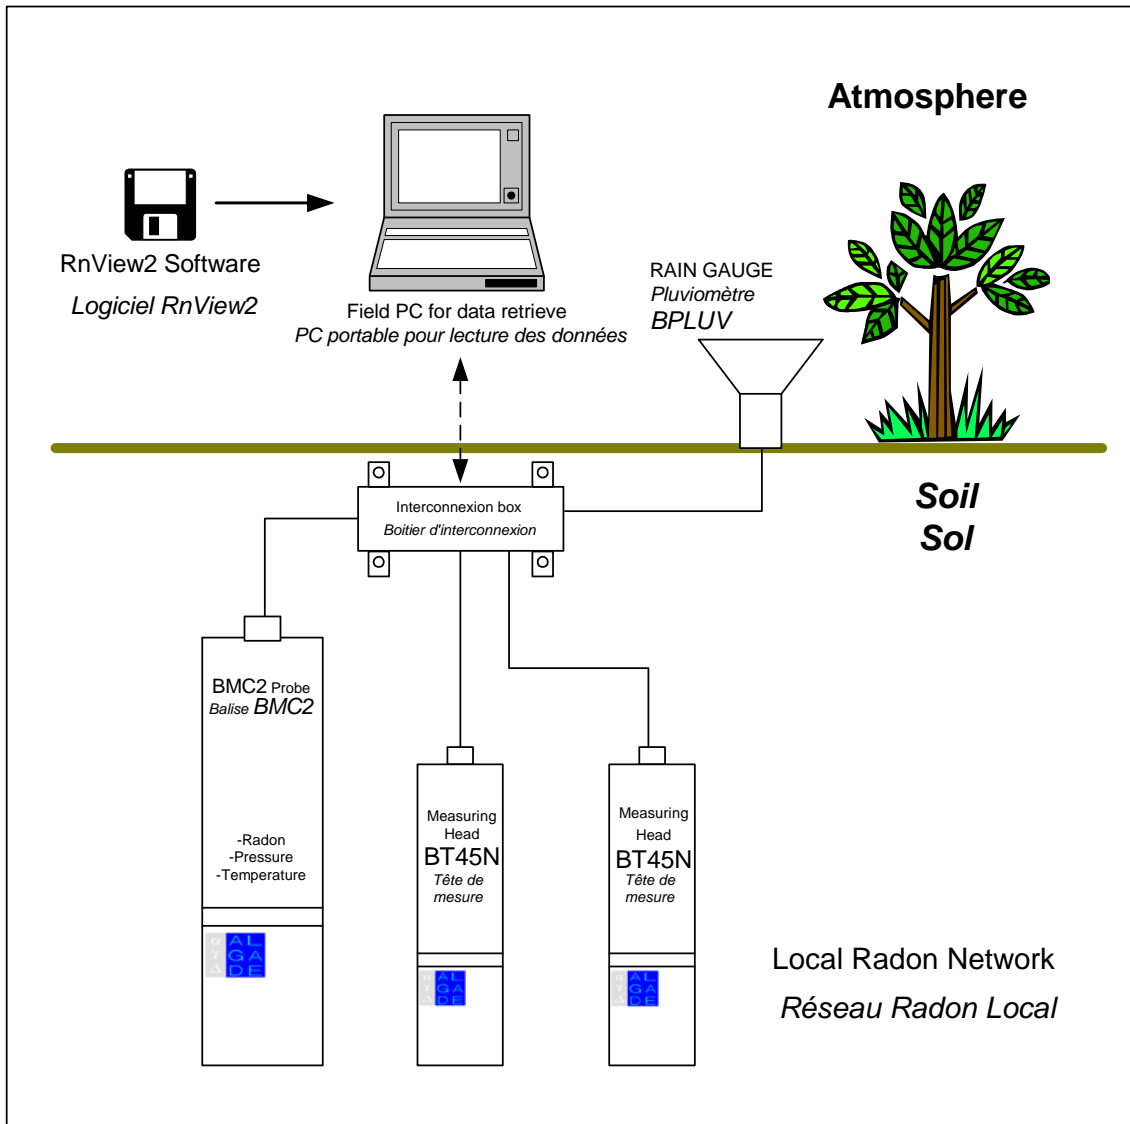 Atmosphere
RnView2 Software
Logiciel RnView2
Field PC for data retrieve
PC portable pour lecture des données
RAIN GAUGE
Pluviomètre
BPLUV
Interconnexion box
Boitier d'interconnexion
Soil
Sol
BMC2 Probe
Balise BMC2
-Radon
-Pressure
-Temperature
α AL
γ GA
Δ DE
Measuring
Head
BT45N
Tête de
mesure
α AL
γ GA
Δ DE
Measuring
Head
BT45N
Tête de
mesure
α AL
γ GA
Δ DE
Local Radon Network
Réseau Radon Local